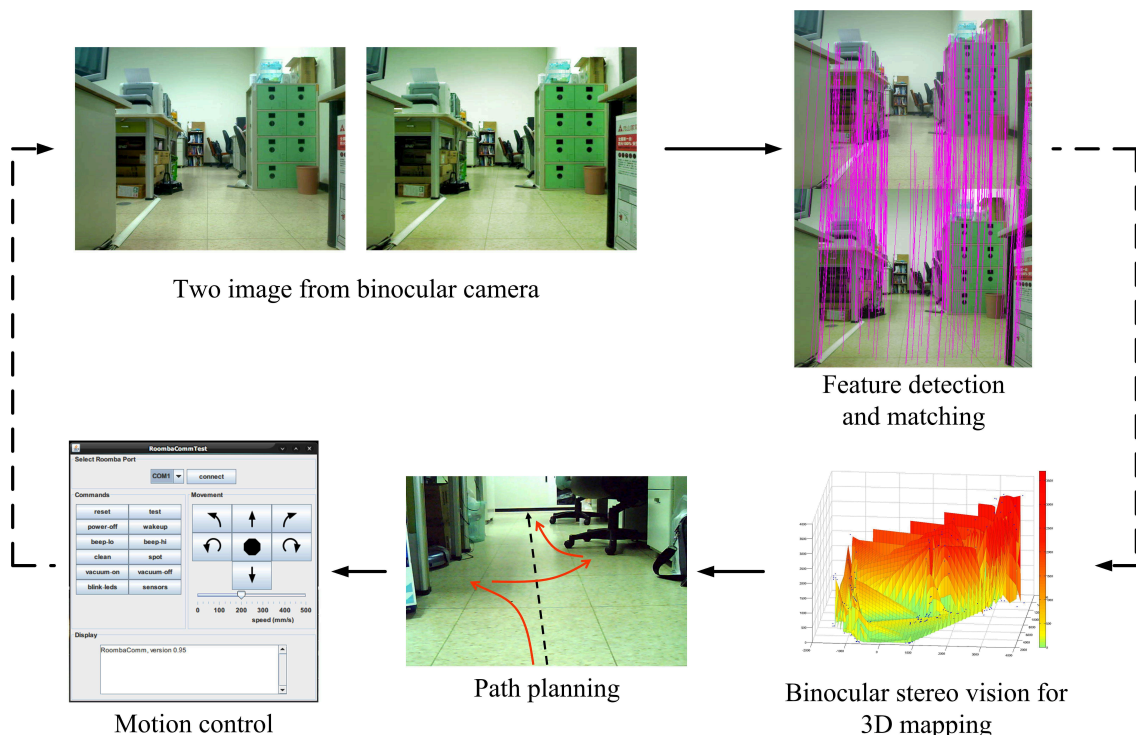 Two image from binocular camera
Feature detection
and matching
RoombaCommTest
Select Roomba Port
COM1
connect
Commands
Movement
reset
test
power-off
wakeup
beep-lo
beep-hi
clean
spot
vacuum-on
vacuum-off
blink-leds
sensors
0 100 200 300 400 500
speed (mm/s)
Display
RoombaComm, version 0.95
Motion control
Path planning
Binocular stereo vision for
3D mapping